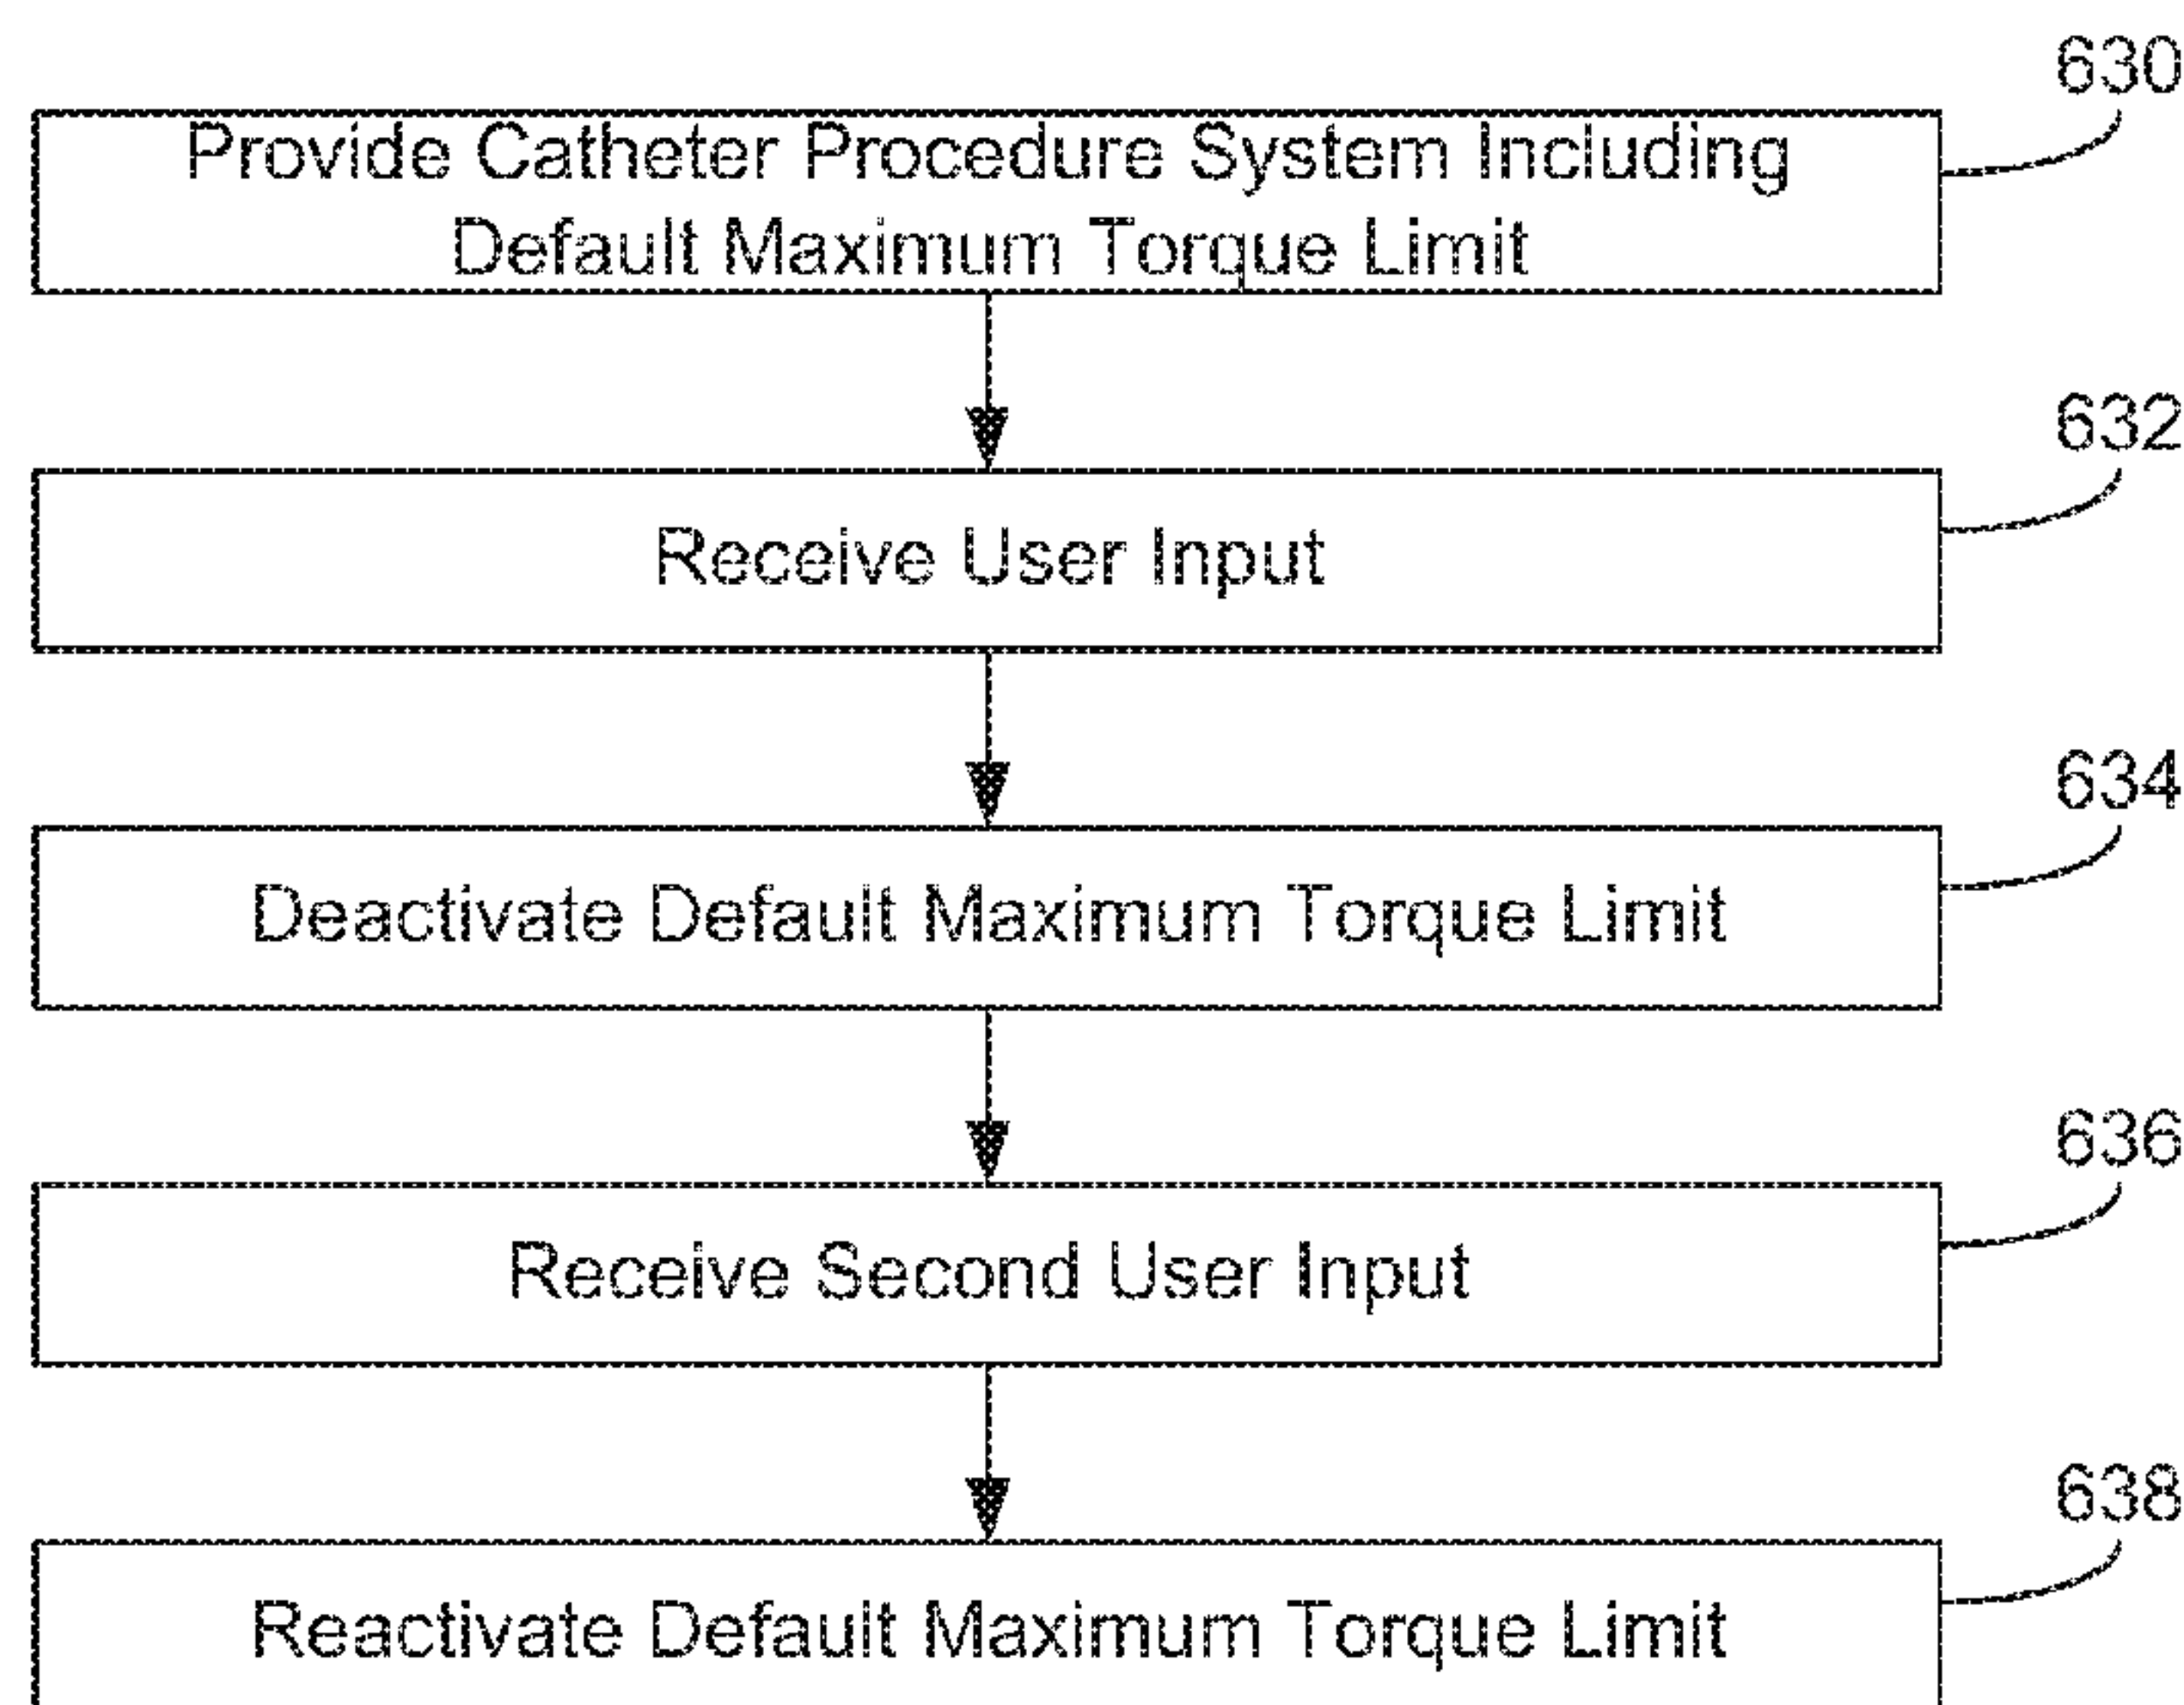 630
Provide Catheter Procedure System Including
Default Maximum Torque Limit
632
Receive User Input
634
Deactivate Default Maximum Torque Limit
636
Receive Second User Input
638
Reactivate Default Maximum Torque Limit